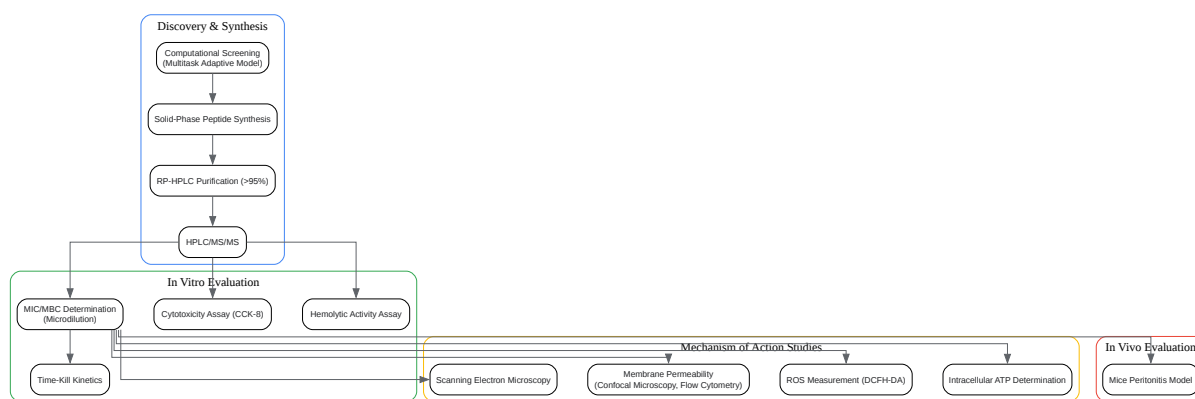 Discovery & Synthesis
Computational Screening
(Multitask Adaptive Model)
Solid-Phase Peptide Synthesis
RP-HPLC Purification (>95%)
HPLC/MS/MS
In Vitro Evaluation
MIC/MBC Determination
(Microdilution)
Cytotoxicity Assay (CCK-8)
Hemolytic Activity Assay
Time-Kill Kinetics
Mechanism of Action Studies
Scanning Electron Microscopy
Membrane Permeability
(Confocal Microscopy, Flow Cytometry)
ROS Measurement (DCFH-DA)
Intracellular ATP Determination
In Vivo Evaluation
Mice Peritonitis Model